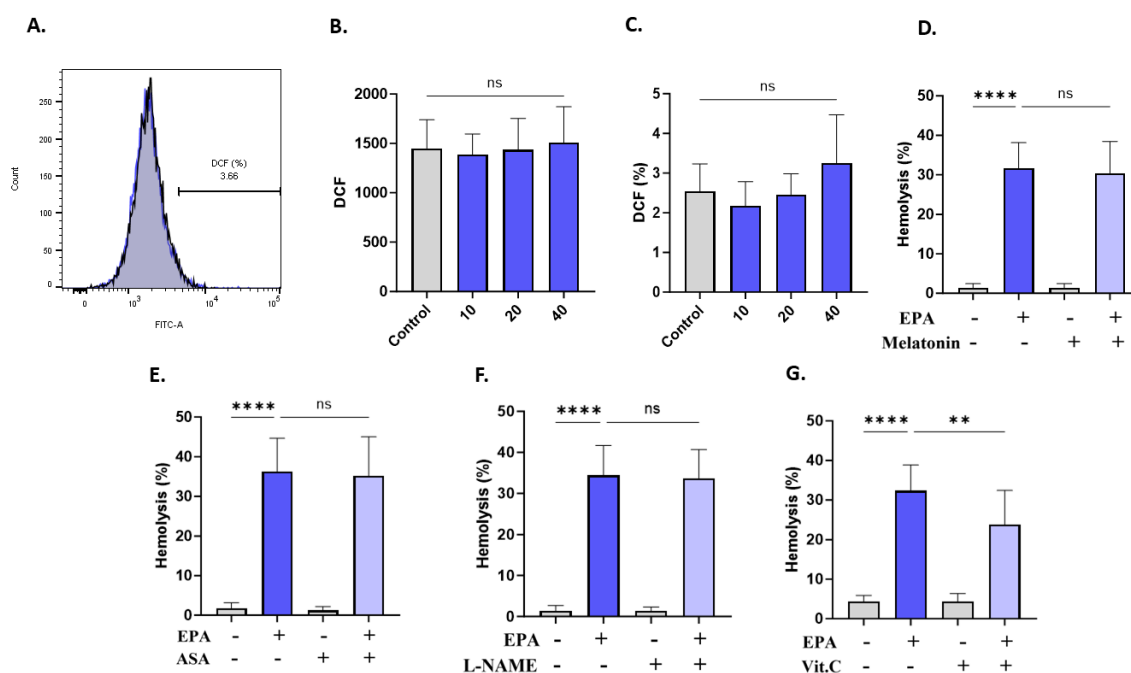 A.
250
200
150
100
50
0
Count
DCF (%)
3.66
0 10³ 10⁴ 10⁵
FITC-A
B.
ns
2000
1500
1000
500
0
DCF
Control 10 20 40
C.
ns
5
4
3
2
1
0
DCF (%)
Control 10 20 40
D.
**** ns
50
40
30
20
10
0
Hemolysis (%)
EPA - + - +
Melatonin - - + +
E.
**** ns
50
40
30
20
10
0
Hemolysis (%)
EPA - + - +
ASA - - + +
F.
**** ns
50
40
30
20
10
0
Hemolysis (%)
EPA - + - +
L-NAME - - + +
G.
**** **
50
40
30
20
10
0
Hemolysis (%)
EPA - + - +
Vit.C - - + +